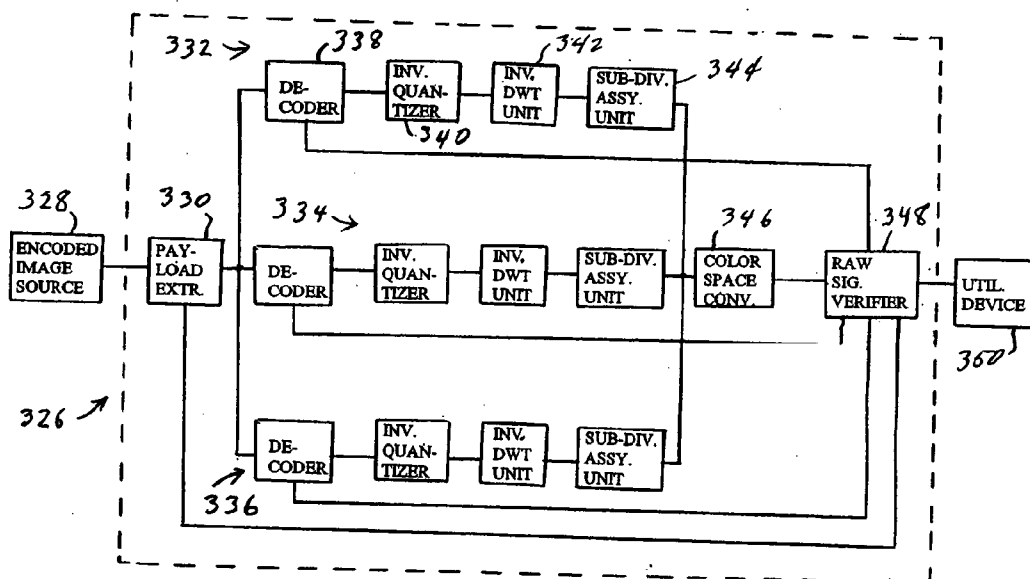 332
338
342
344
DE-
CODER
INV.
QUAN-
TIZER
340
INV.
DWT
UNIT
SUB-DIV.
ASSY.
UNIT
328
330
334
346
348
ENCODED
IMAGE
SOURCE
PAY-
LOAD
EXTR.
DE-
CODER
INV.
QUAN-
TIZER
INV.
DWT
UNIT
SUB-DIV.
ASSY.
UNIT
COLOR
SPACE
CONV.
RAW
SIG.
VERIFIER
UTIL.
DEVICE
350
326
DE-
CODER
INV.
QUAN-
TIZER
INV.
DWT
UNIT
SUB-DIV.
ASSY.
UNIT
336